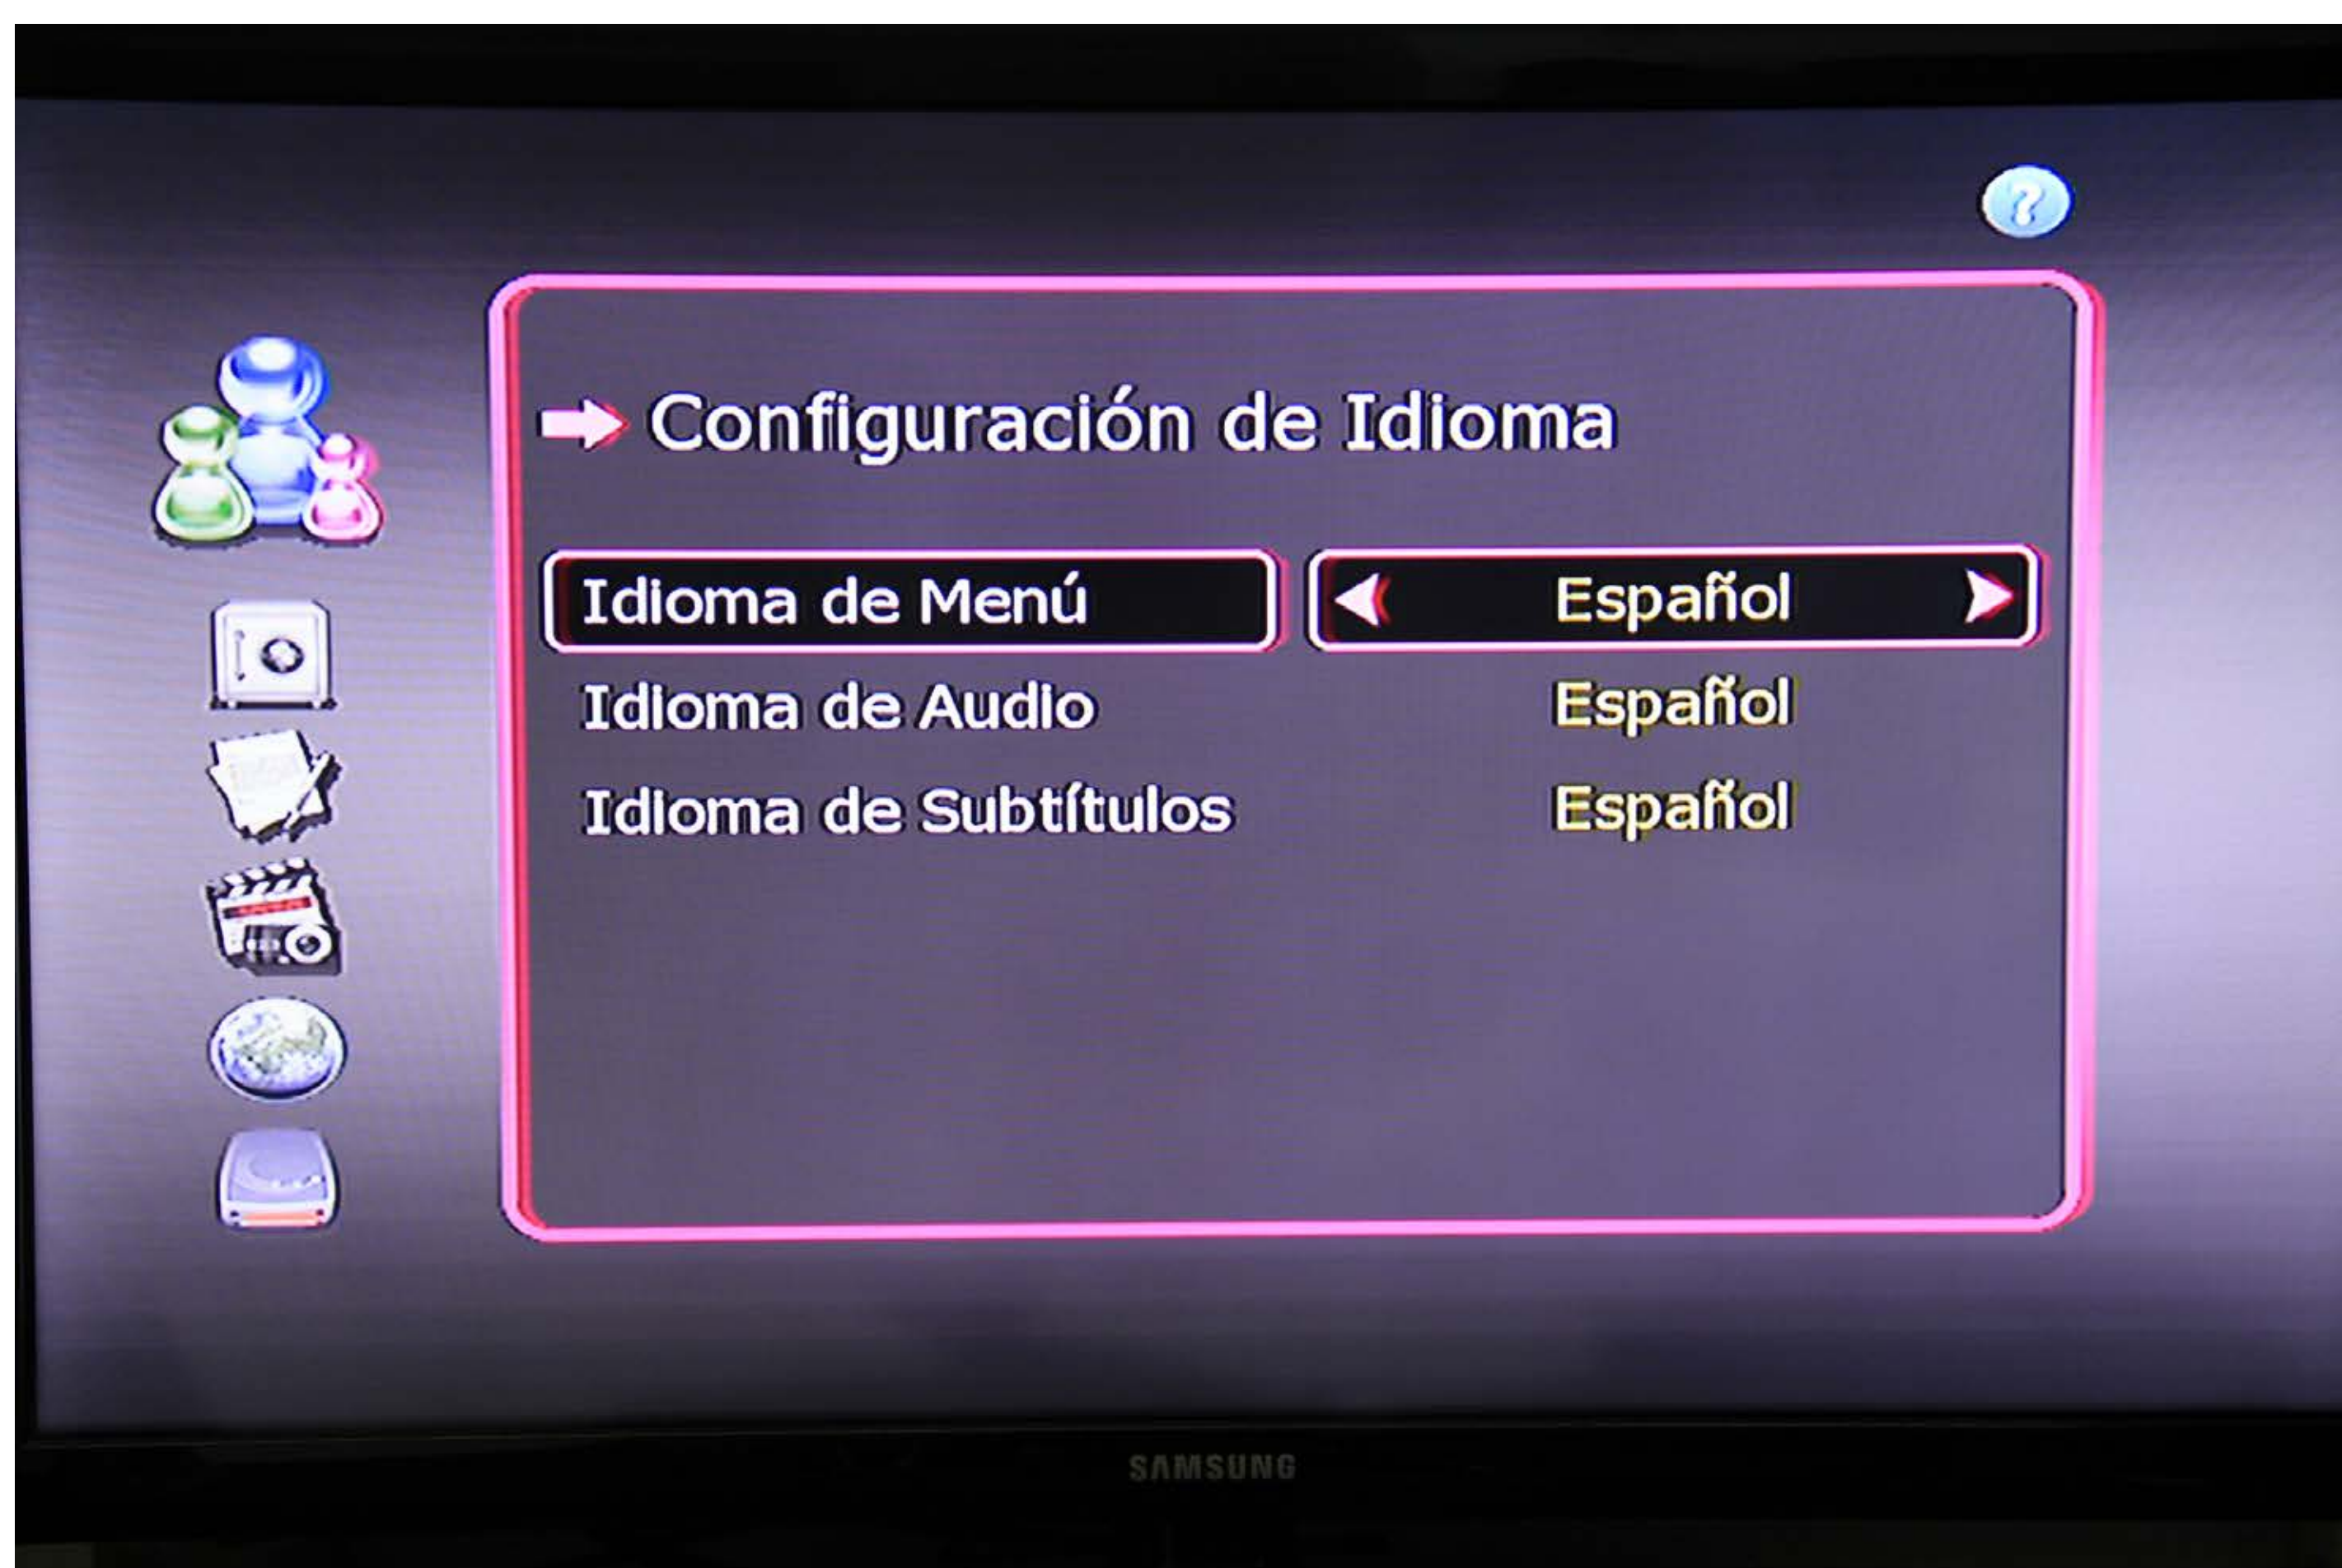 ?
Configuración de Idioma
Idioma de Menú Español
Idioma de Audio Español
Idioma de Subtítulos Español
SAMSUNG